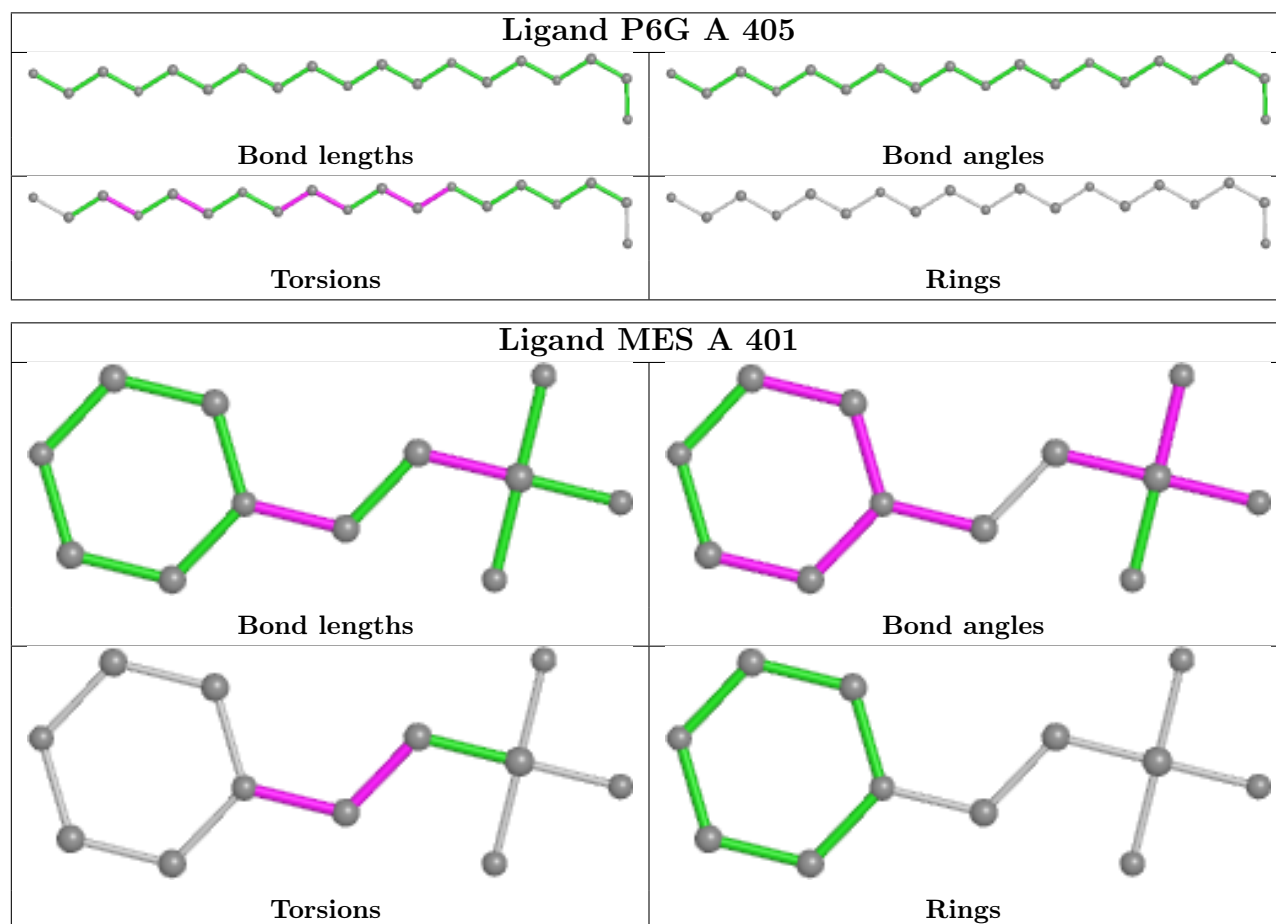 Ligand P6G A 405
Bond lengths
Bond angles
Torsions
Rings
Ligand MES A 401
Bond lengths
Bond angles
Torsions
Rings